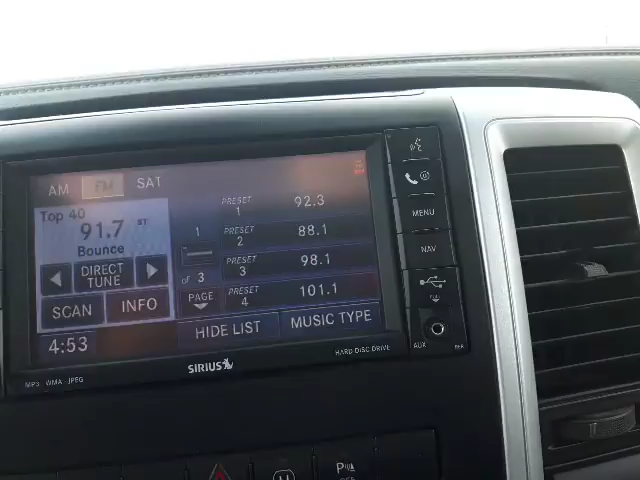 AM FM SAT
Top 40
91.7 ST
Bounce
DIRECT
TUNE
SCAN INFO
4:53
1
of 3
PAGE
PRESET
1 92.3
PRESET
2 88.1
PRESET
3 98.1
PRESET
4 101.1
HIDE LIST MUSIC TYPE
MENU
NAV
AUX
MP3 WMA JPEG
SIRIUS
HARD DISC DRIVE
P